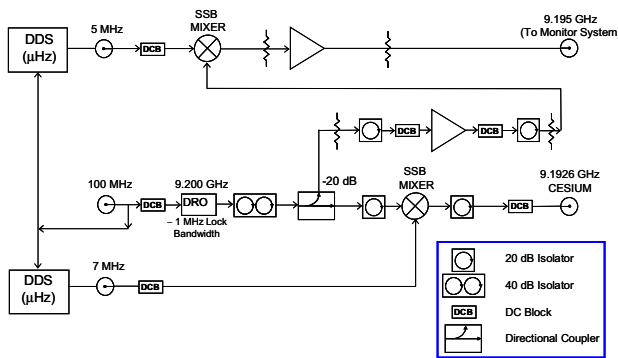 DDS
(µHz)
5 MHz
DCB
SSB
MIXER
9.195 GHz
(To Monitor System
DCB
DCB
100 MHz
DCB
9.200 GHz
DRO
– 1 MHz Lock
Bandwidth
-20 dB
SSB
MIXER
DCB
9.1926 GHz
CESIUM
DDS
(µHz)
7 MHz
DCB
20 dB Isolator
40 dB Isolator
DCB
DC Block
Directional Coupler